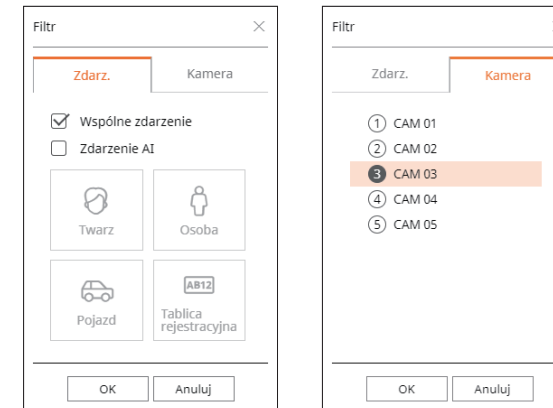 Filtr
Zdarz.
Kamera
Wspólne zdarzenie
Zdarzenie AI
Twarz
Osoba
AB12
Pojazd
Tablica
rejestracyjna
OK
Anuluj
Filtr
Zdarz.
Kamera
1 CAM 01
2 CAM 02
3 CAM 03
4 CAM 04
5 CAM 05
OK
Anuluj